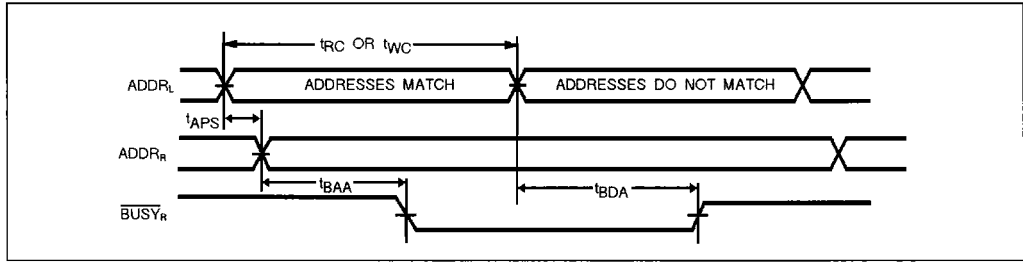 tRC OR tWC
ADDRL
ADDRESSES MATCH
ADDRESSES DO NOT MATCH
tAPS
ADDRR
tBAA
tBDA
BUSYR